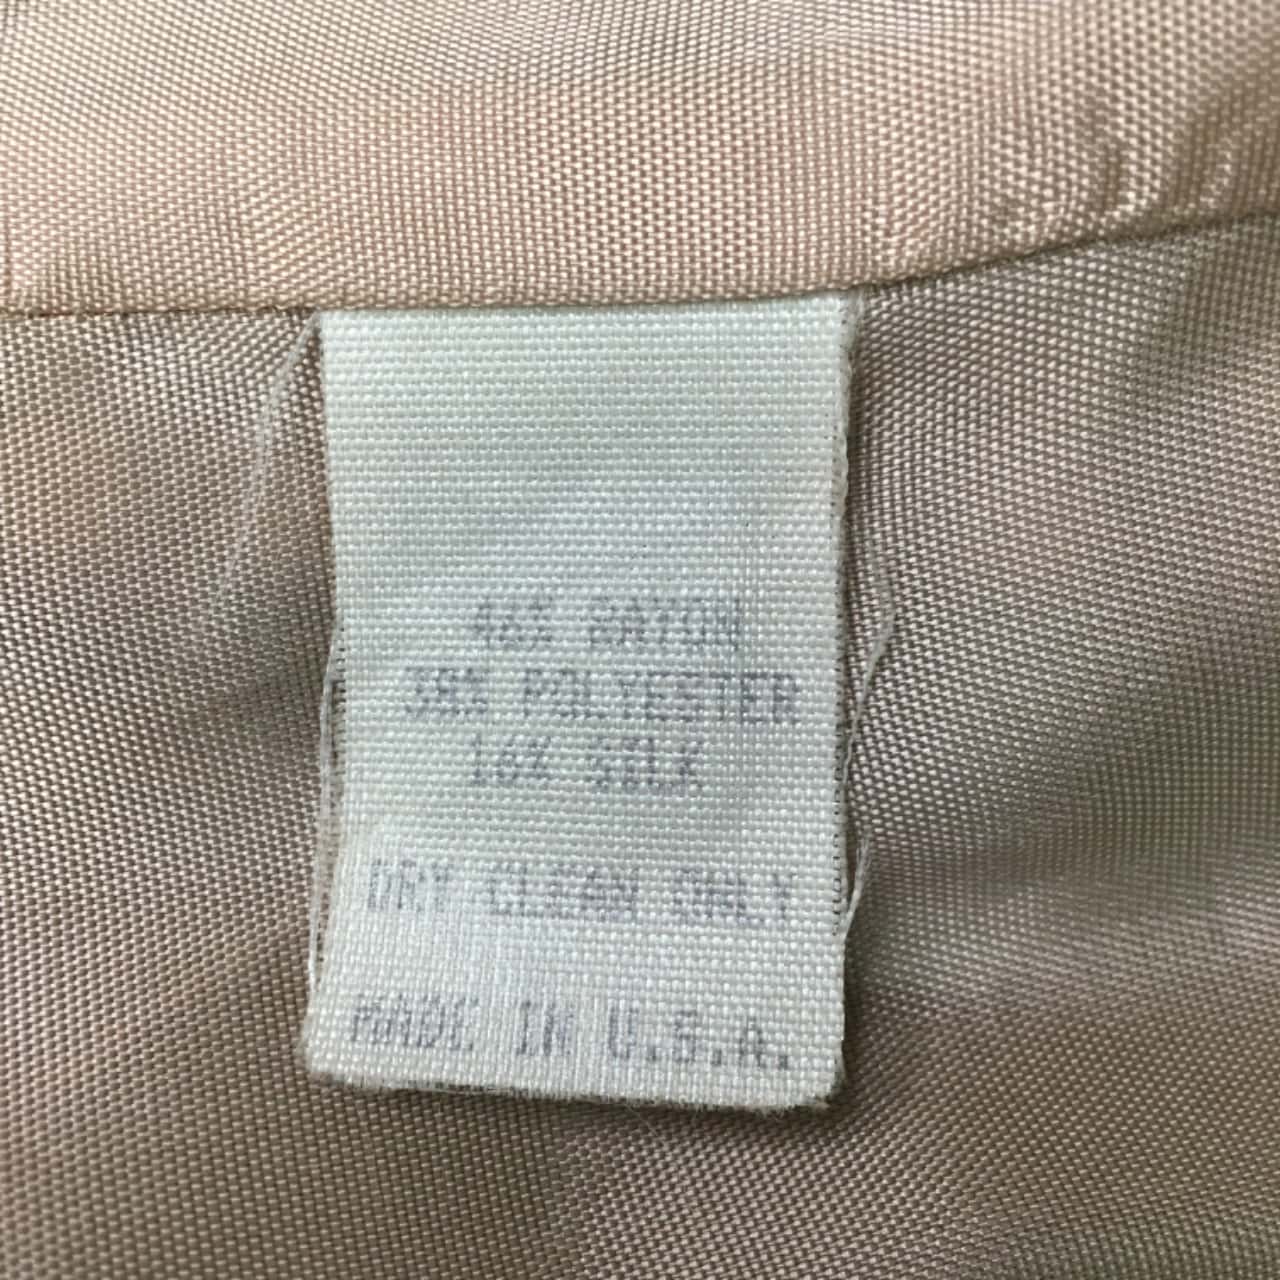 46% RAYON
38% POLYESTER
16% SILK
DRY CLEAN ONLY
MADE IN U.S.A.